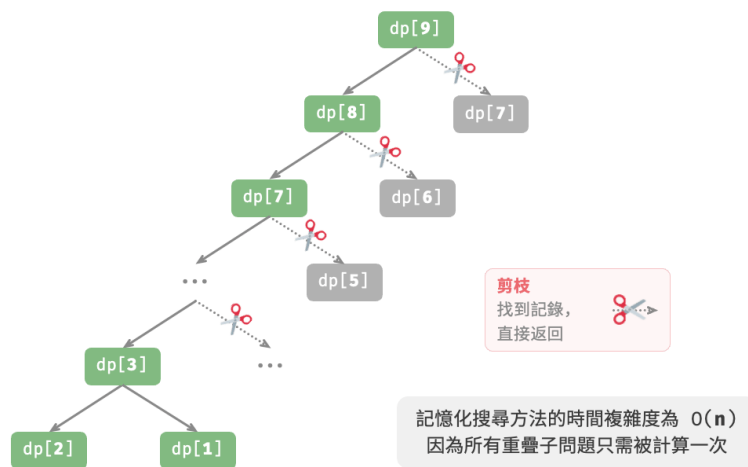 dp[9]
dp[8]
dp[7]
dp[7]
dp[6]
...
dp[5]
剪枝
找到記錄，
直接返回
dp[3]
...
dp[2]
dp[1]
記憶化搜尋方法的時間複雜度為 O(n)
因為所有重疊子問題只需被計算一次